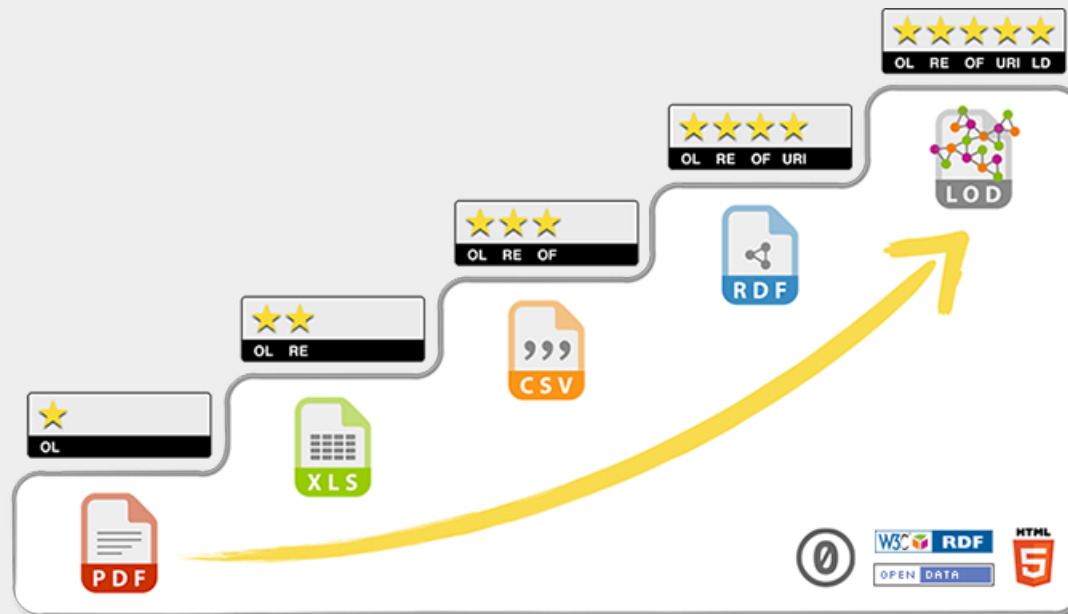 OL RE OF URI LD
LOD
OL RE OF URI
RDF
OL RE OF
CSV
OL RE
XLS
OL
PDF
0
W3C RDF
OPEN DATA
HTML
5